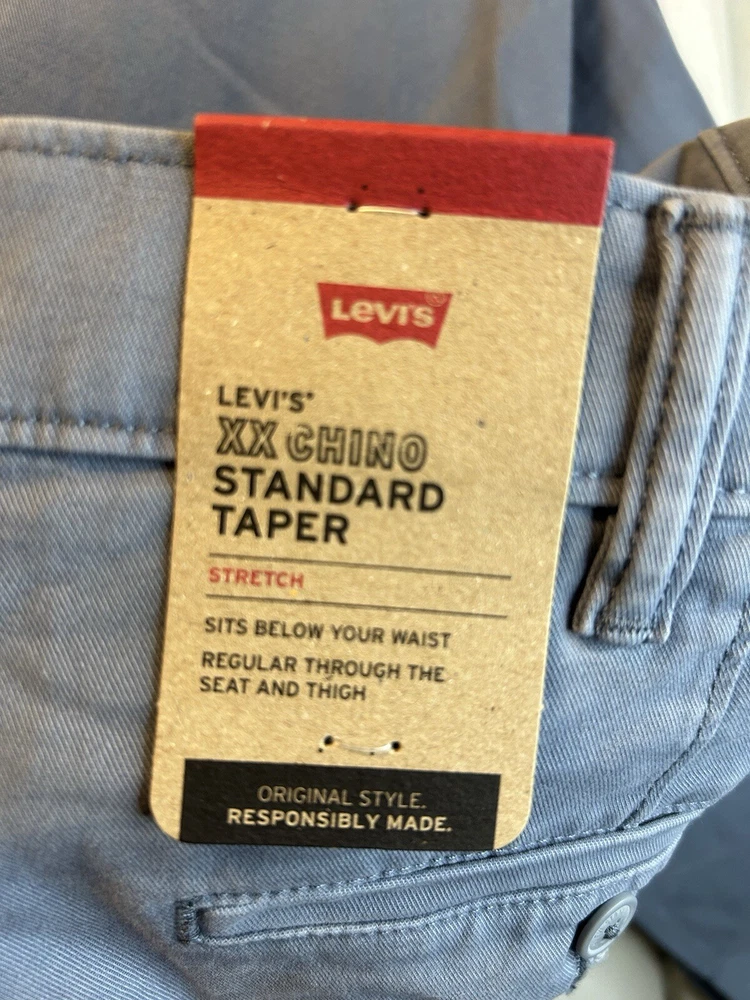 LEVI'S®
LEVI'S®
XX CHINO
STANDARD
TAPER
STRETCH
SITS BELOW YOUR WAIST
REGULAR THROUGH THE
SEAT AND THIGH
ORIGINAL STYLE.
RESPONSIBLY MADE.